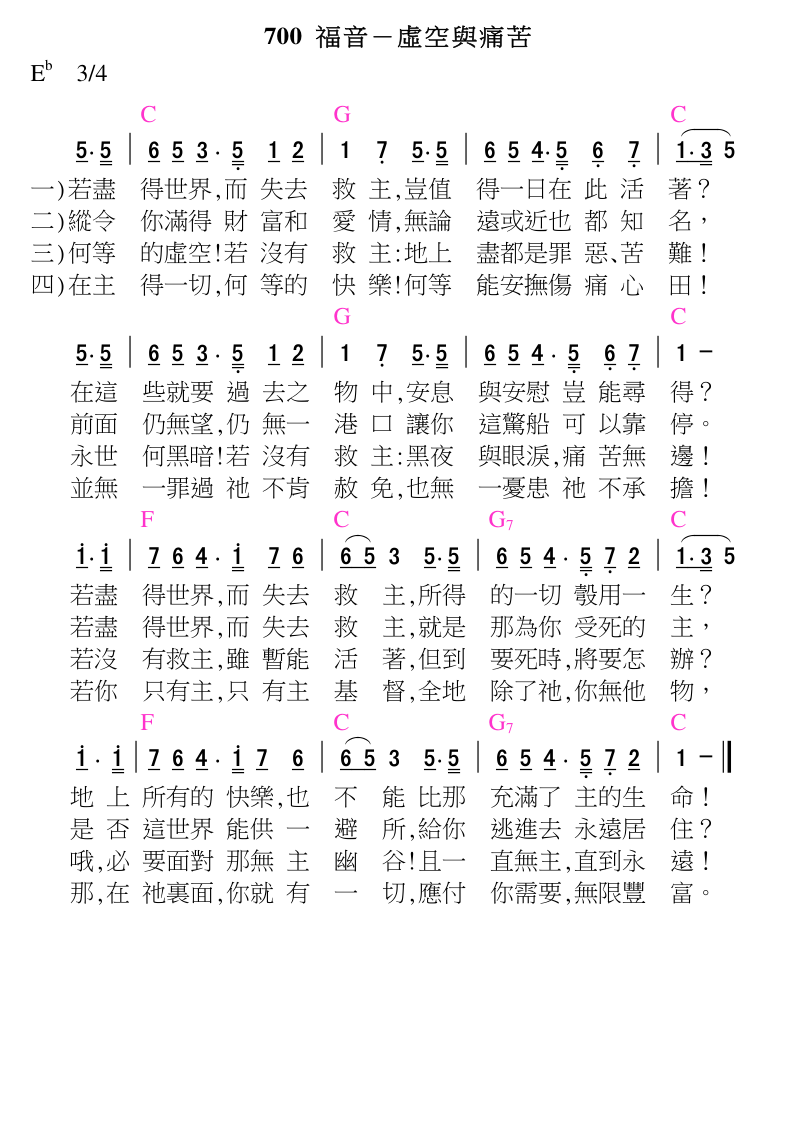 700 福音－虛空與痛苦
E♭ 3/4
C G C
5·5 | 6 5 3·5 1 2 | 1 7 5·5 | 6 5 4·5 6 7 | 1·3 5
一)若盡 得世界,而 失去 救 主,豈值 得一日在 此 活 著？
二)縱令 你滿得 財 富和 愛 情,無論 遠或近也 都 知 名，
三)何等 的虛空!若 沒有 救 主:地上 盡都是罪 惡、苦 難！
四)在主 得一切,何 等的 快 樂!何等 能安撫傷 痛 心 田！
G C
5·5 | 6 5 3·5 1 2 | 1 7 5·5 | 6 5 4·5 6 7 | 1 －
在這 些就要 過 去之 物 中,安息 與安慰 豈 能尋 得？
前面 仍無望,仍 無一 港 口 讓你 這驚船 可 以靠 停。
永世 何黑暗!若 沒有 救 主:黑夜 與眼淚,痛 苦無 邊！
並無 一罪過 祂 不肯 赦 免,也無 一憂患 祂 不承 擔！
F C G7 C
1·1 | 7 6 4·1 7 6 | 6 5 3 5·5 | 6 5 4·5 7 2 | 1·3 5
若盡 得世界,而 失去 救 主,所得 的一切 彀用一 生？
若盡 得世界,而 失去 救 主,就是 那為你 受死的 主，
若沒 有救主,雖 暫能 活 著,但到 要死時,將要怎 辦？
若你 只有主,只 有主 基 督,全地 除了祂,你無他 物，
F C G7 C
1·1 | 7 6 4·1 7 6 | 6 5 3 5·5 | 6 5 4·5 7 2 | 1 －
地 上 所有的 快樂,也 不 能 比那 充滿了 主的生 命！
是 否 這世界 能供 一 避 所,給你 逃進去 永遠居 住？
哦,必 要面對 那無 主 幽 谷!且一 直無主,直到永 遠！
那,在 祂裏面,你就 有 一 切,應付 你需要,無限豐 富。